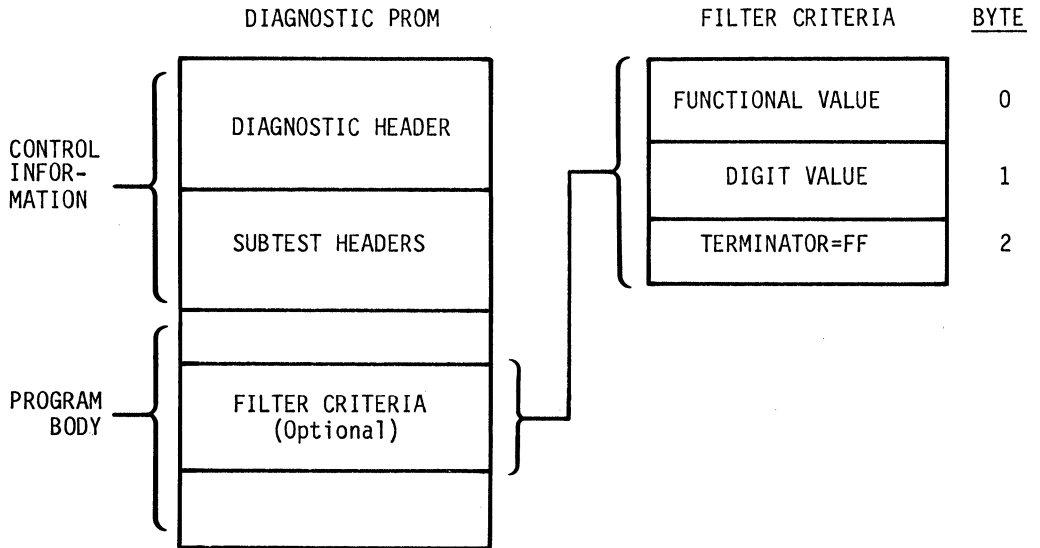 DIAGNOSTIC PROM
FILTER CRITERIA
BYTE
FUNCTIONAL VALUE
0
DIAGNOSTIC HEADER
CONTROL
INFOR-
MATION
DIGIT VALUE
1
SUBTEST HEADERS
TERMINATOR=FF
2
PROGRAM
BODY
FILTER CRITERIA
(Optional)